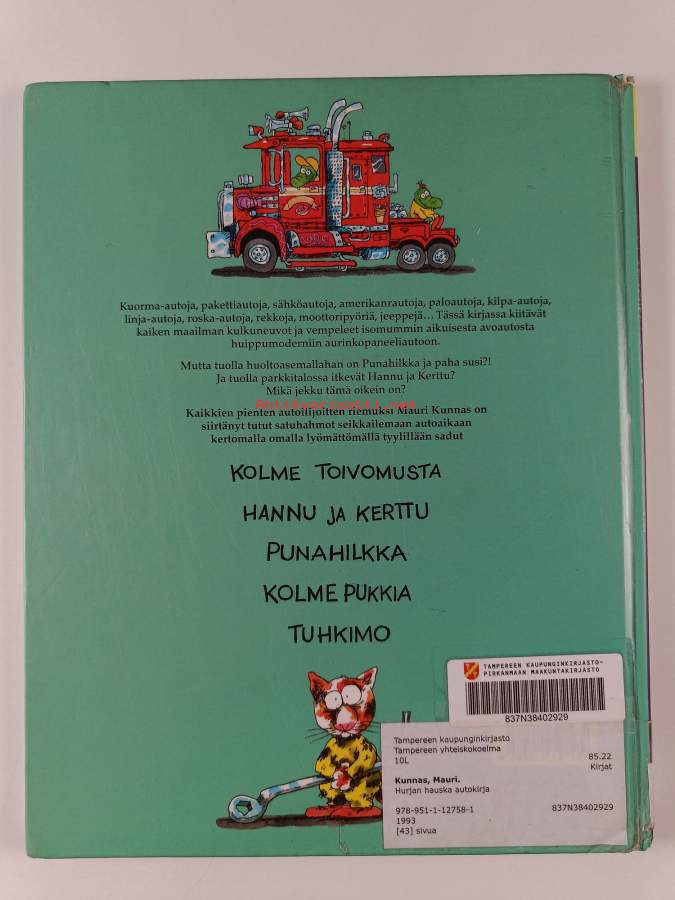 Kuorma-autoja, pakettiautoja, sähköautoja, amerikanrautoja, paloautoja, kilpa-autoja,
linja-autoja, roska-autoja, rekkoja, moottoripyöriä, jeeppejä... Tässä kirjassa kiitävät
kaiken maailman kulkuneuvot ja vempeleet isomummin aikuisesta avoautosta
huippumoderniin aurinkopaneeliautoon.
Mutta tuolla huoltoasemallahan on Punahilkka ja paha susi?!
Ja tuolla parkkitalossa itkevät Hannu ja Kerttu?
Mikä jekku tämä oikein on?
Antikvariaatti.net
Kaikkien pienten autoilijoitten riemuksi Mauri Kunnas on
siirtänyt tutut satuhahmot seikkailemaan autoaikaan
kertomalla omalla lyömättömällä tyylillään sadut
KOLME TOIVOMUSTA
HANNU JA KERTTU
PUNAHILKKA
KOLME PUKKIA
TUHKIMO
TAMPEREEN KAUPUNGINKIRJASTO-
PIRKANMAAN MAAKUNTAKIRJASTO
837N38402929
Tampereen kaupunginkirjasto
Tampereen yhteiskokoelma
10L 85.22
Kirjat
Kunnas, Mauri.
Hurjan hauska autokirja
978-951-1-12758-1 837N38402929
1993
[43] sivua